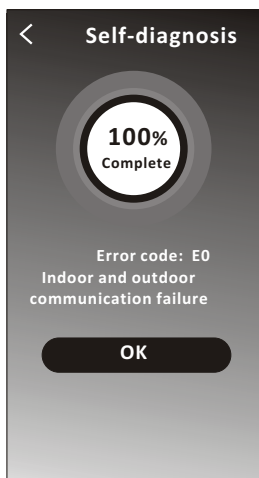 Self-diagnosis
100%
Complete
Error code: E0
Indoor and outdoor
communication failure
OK